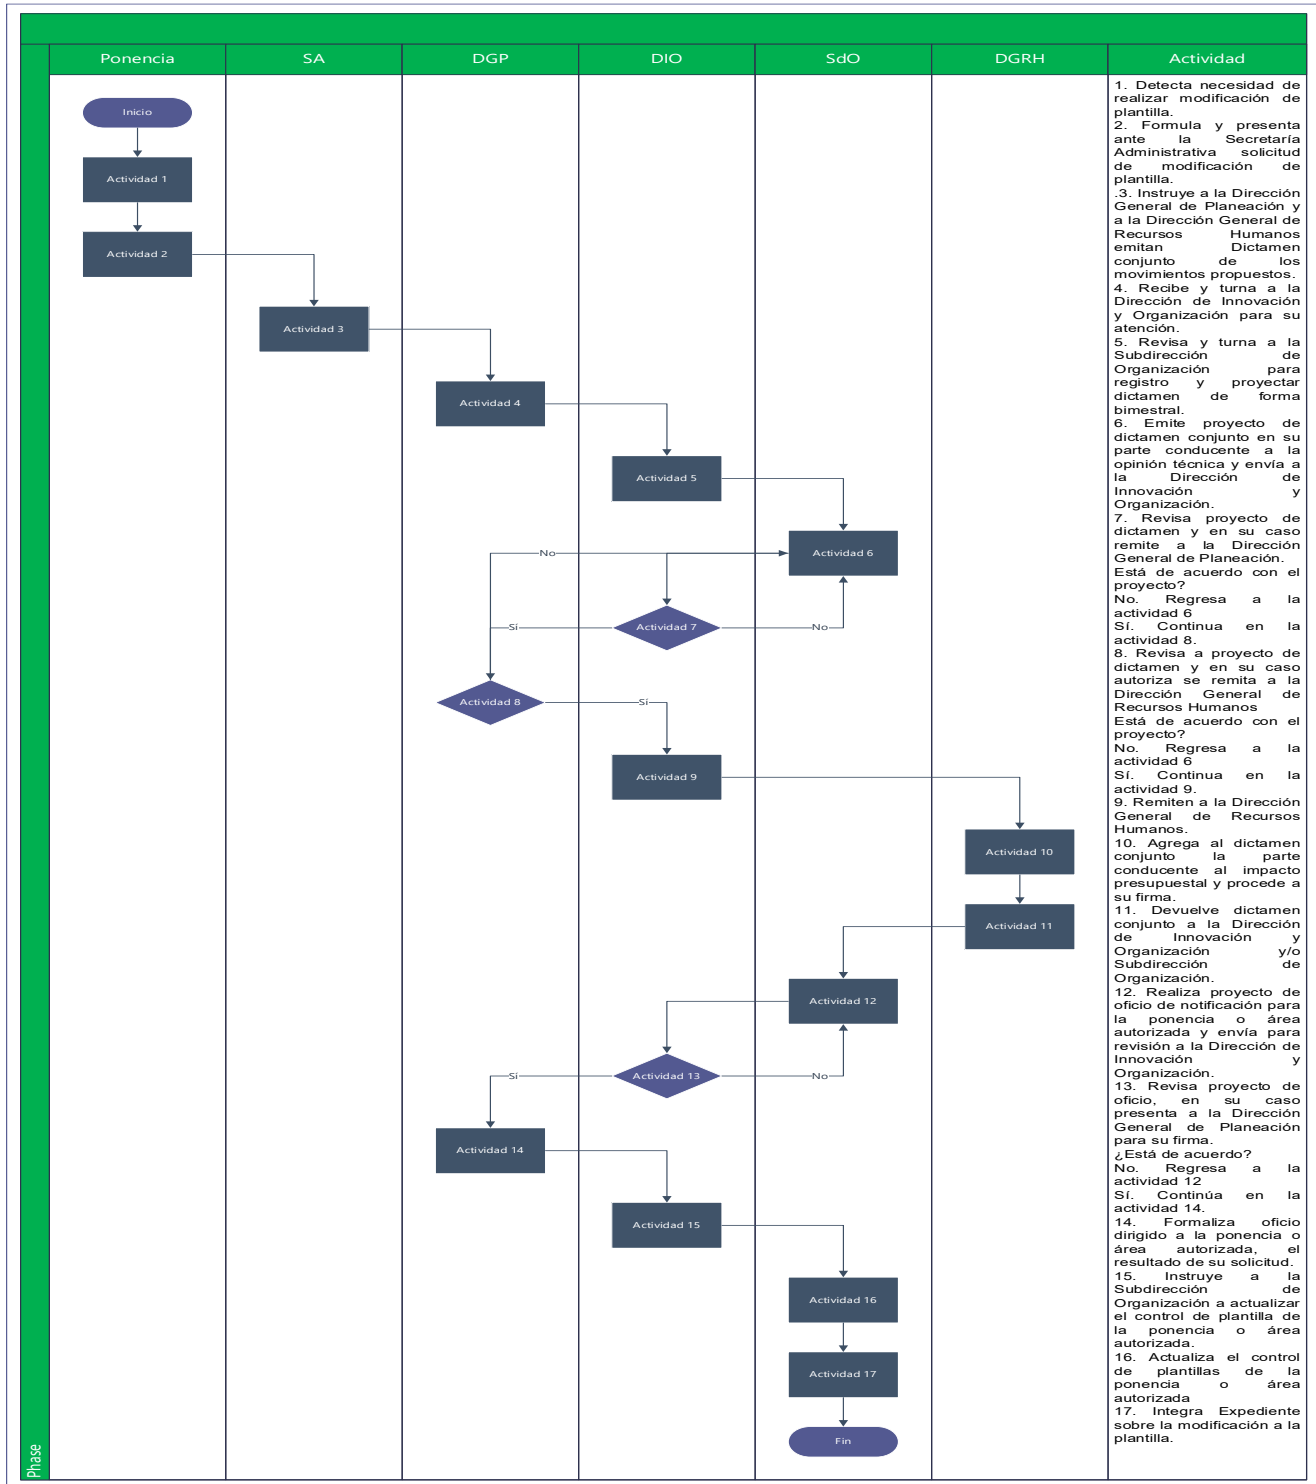 Ponencia
SA
DGP
DIO
SdO
DGRH
Actividad
Inicio
Actividad 1
Actividad 2
Actividad 3
Actividad 4
Actividad 5
Actividad 6
No
Actividad 7
Sí
No
Actividad 8
Sí
Actividad 9
Actividad 10
Actividad 11
Actividad 12
Actividad 13
Sí
No
Actividad 14
Actividad 15
Actividad 16
Actividad 17
Fin
Phase
1. Detecta necesidad de
realizar modificación de
plantilla.
2. Formula y presenta
ante la Secretaría
Administrativa solicitud
de modificación de
plantilla.
.3. Instruye a la Dirección
General de Planeación y
a la Dirección General de
Recursos Humanos
emitan Dictamen
conjunto de los
movimientos propuestos.
4. Recibe y turna a la
Dirección de Innovación
y Organización para su
atención.
5. Revisa y turna a la
Subdirección de
Organización para
registro y proyectar
dictamen de forma
bimestral.
6. Emite proyecto de
dictamen conjunto en su
parte conducente a la
opinión técnica y envía a
la Dirección de
Innovación y
Organización.
7. Revisa proyecto de
dictamen y en su caso
remite a la Dirección
General de Planeación.
Está de acuerdo con el
proyecto?
No. Regresa a la
actividad 6
Sí. Continua en la
actividad 8.
8. Revisa a proyecto de
dictamen y en su caso
autoriza se remita a la
Dirección General de
Recursos Humanos
Está de acuerdo con el
proyecto?
No. Regresa a la
actividad 6
Sí. Continua en la
actividad 9.
9. Remiten a la Dirección
General de Recursos
Humanos.
10. Agrega al dictamen
conjunto la parte
conducente al impacto
presupuestal y procede a
su firma.
11. Devuelve dictamen
conjunto a la Dirección
de Innovación y
Organización y/o
Subdirección de
Organización.
12. Realiza proyecto de
oficio de notificación para
la ponencia o área
autorizada y envía para
revisión a la Dirección de
Innovación y
Organización.
13. Revisa proyecto de
oficio, en su caso
presenta a la Dirección
General de Planeación
para su firma.
¿Está de acuerdo?
No. Regresa a la
actividad 12
Sí. Continúa en la
actividad 14.
14. Formaliza oficio
dirigido a la ponencia o
área autorizada, el
resultado de su solicitud.
15. Instruye a la
Subdirección de
Organización a actualizar
el control de plantilla de
la ponencia o área
autorizada.
16. Actualiza el control
de plantillas de la
ponencia o área
autorizada
17. Integra Expediente
sobre la modificación a la
plantilla.